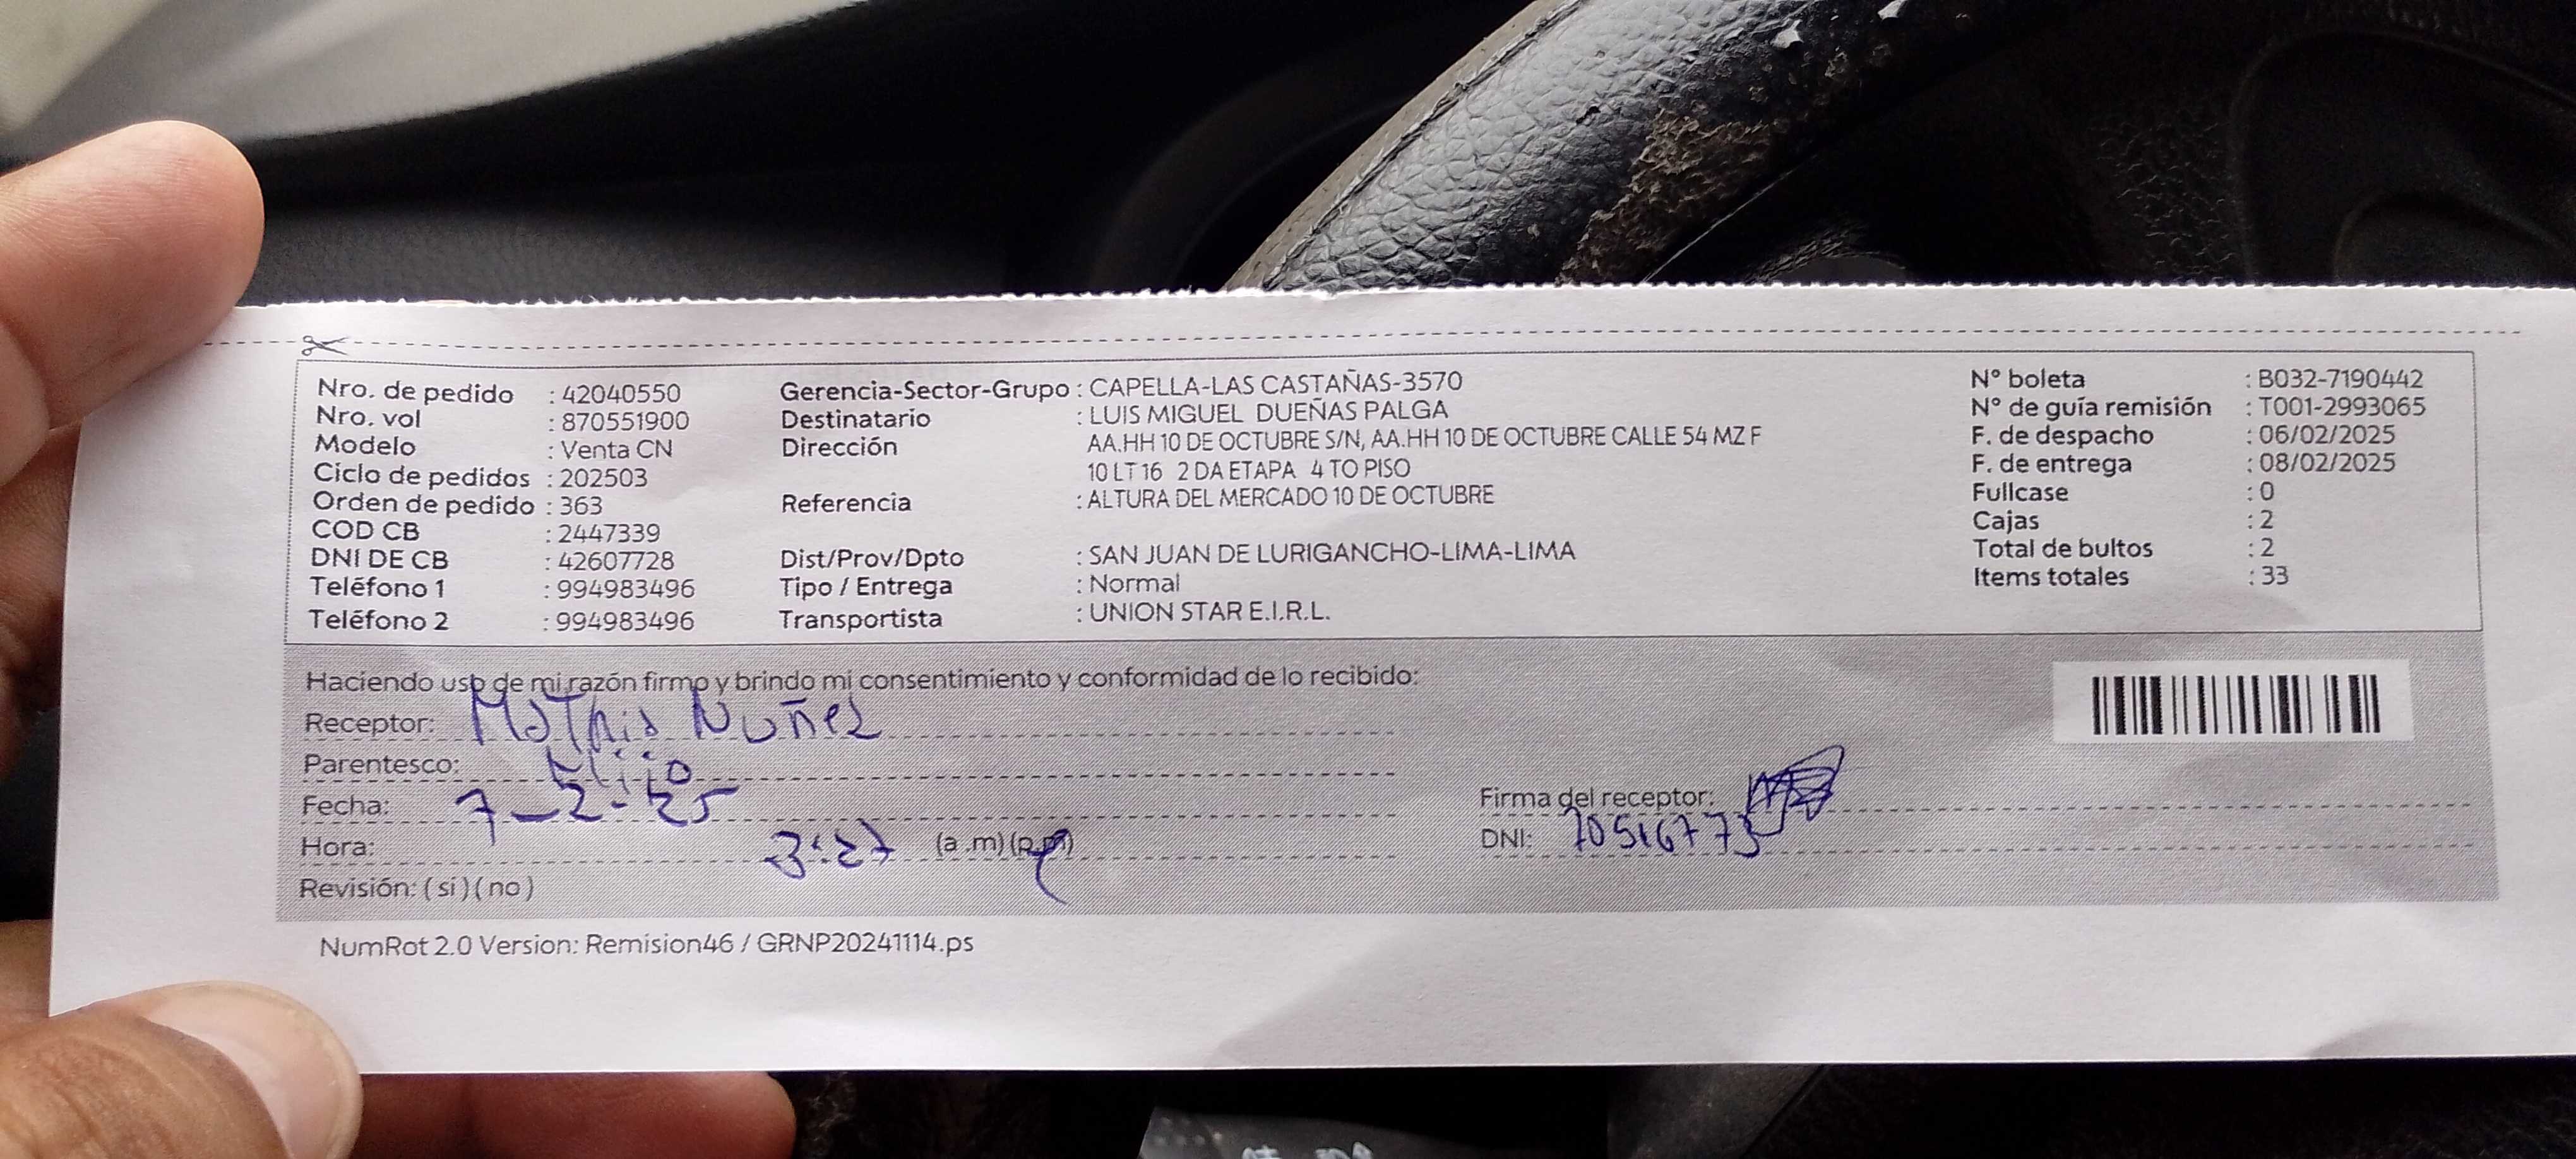 Nro. de pedido : 42040550
Nro. vol : 870551900
Modelo : Venta CN
Ciclo de pedidos : 202503
Orden de pedido : 363
COD CB : 2447339
DNI DE CB : 42607728
Teléfono 1 : 994983496
Teléfono 2 : 994983496
Gerencia-Sector-Grupo : CAPELLA-LAS CASTAÑAS-3570
Destinatario : LUIS MIGUEL DUEÑAS PALGA
Dirección AA.HH 10 DE OCTUBRE S/N, AA.HH 10 DE OCTUBRE CALLE 54 MZ F
10 LT 16 2 DA ETAPA 4 TO PISO
Referencia : ALTURA DEL MERCADO 10 DE OCTUBRE
Dist/Prov/Dpto : SAN JUAN DE LURIGANCHO-LIMA-LIMA
Tipo / Entrega : Normal
Transportista : UNION STAR E.I.R.L.
N° boleta : B032-7190442
N° de guía remisión : T001-2993065
F. de despacho : 06/02/2025
F. de entrega : 08/02/2025
Fullcase : 0
Cajas : 2
Total de bultos : 2
Items totales : 33
Haciendo uso de mi razón firmo y brindo mi consentimiento y conformidad de lo recibido:
Receptor: Mathis Nuñez
Parentesco: Hijo
Fecha: 7-2-25
Hora: 3:27 (a .m) (p.m)
Revisión: ( si ) ( no )
Firma del receptor:
DNI: 70516773
NumRot 2.0 Version: Remision46 / GRNP20241114.ps